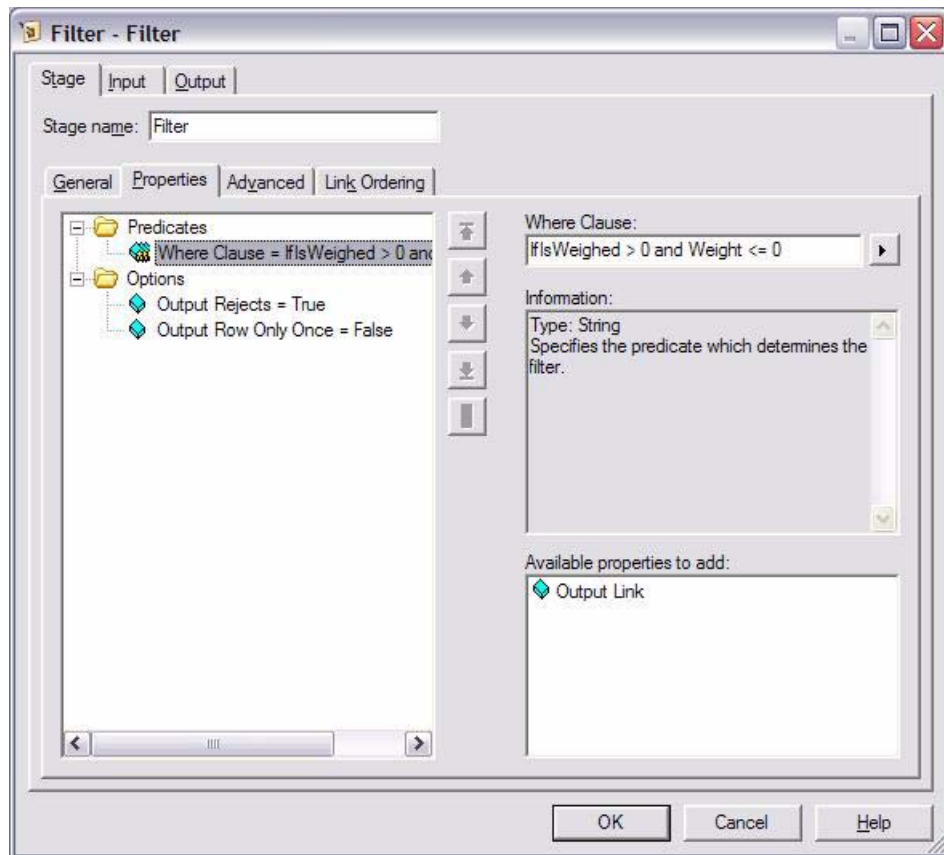 Filter - Filter
Stage Input Output
Stage name: Filter
General Properties Advanced Link Ordering
Predicates
Where Clause = IfIsWeighed > 0 and
Options
Output Rejects = True
Output Row Only Once = False
Where Clause:
IfIsWeighed > 0 and Weight <= 0
Information:
Type: String
Specifies the predicate which determines the
filter.
Available properties to add:
Output Link
OK Cancel Help